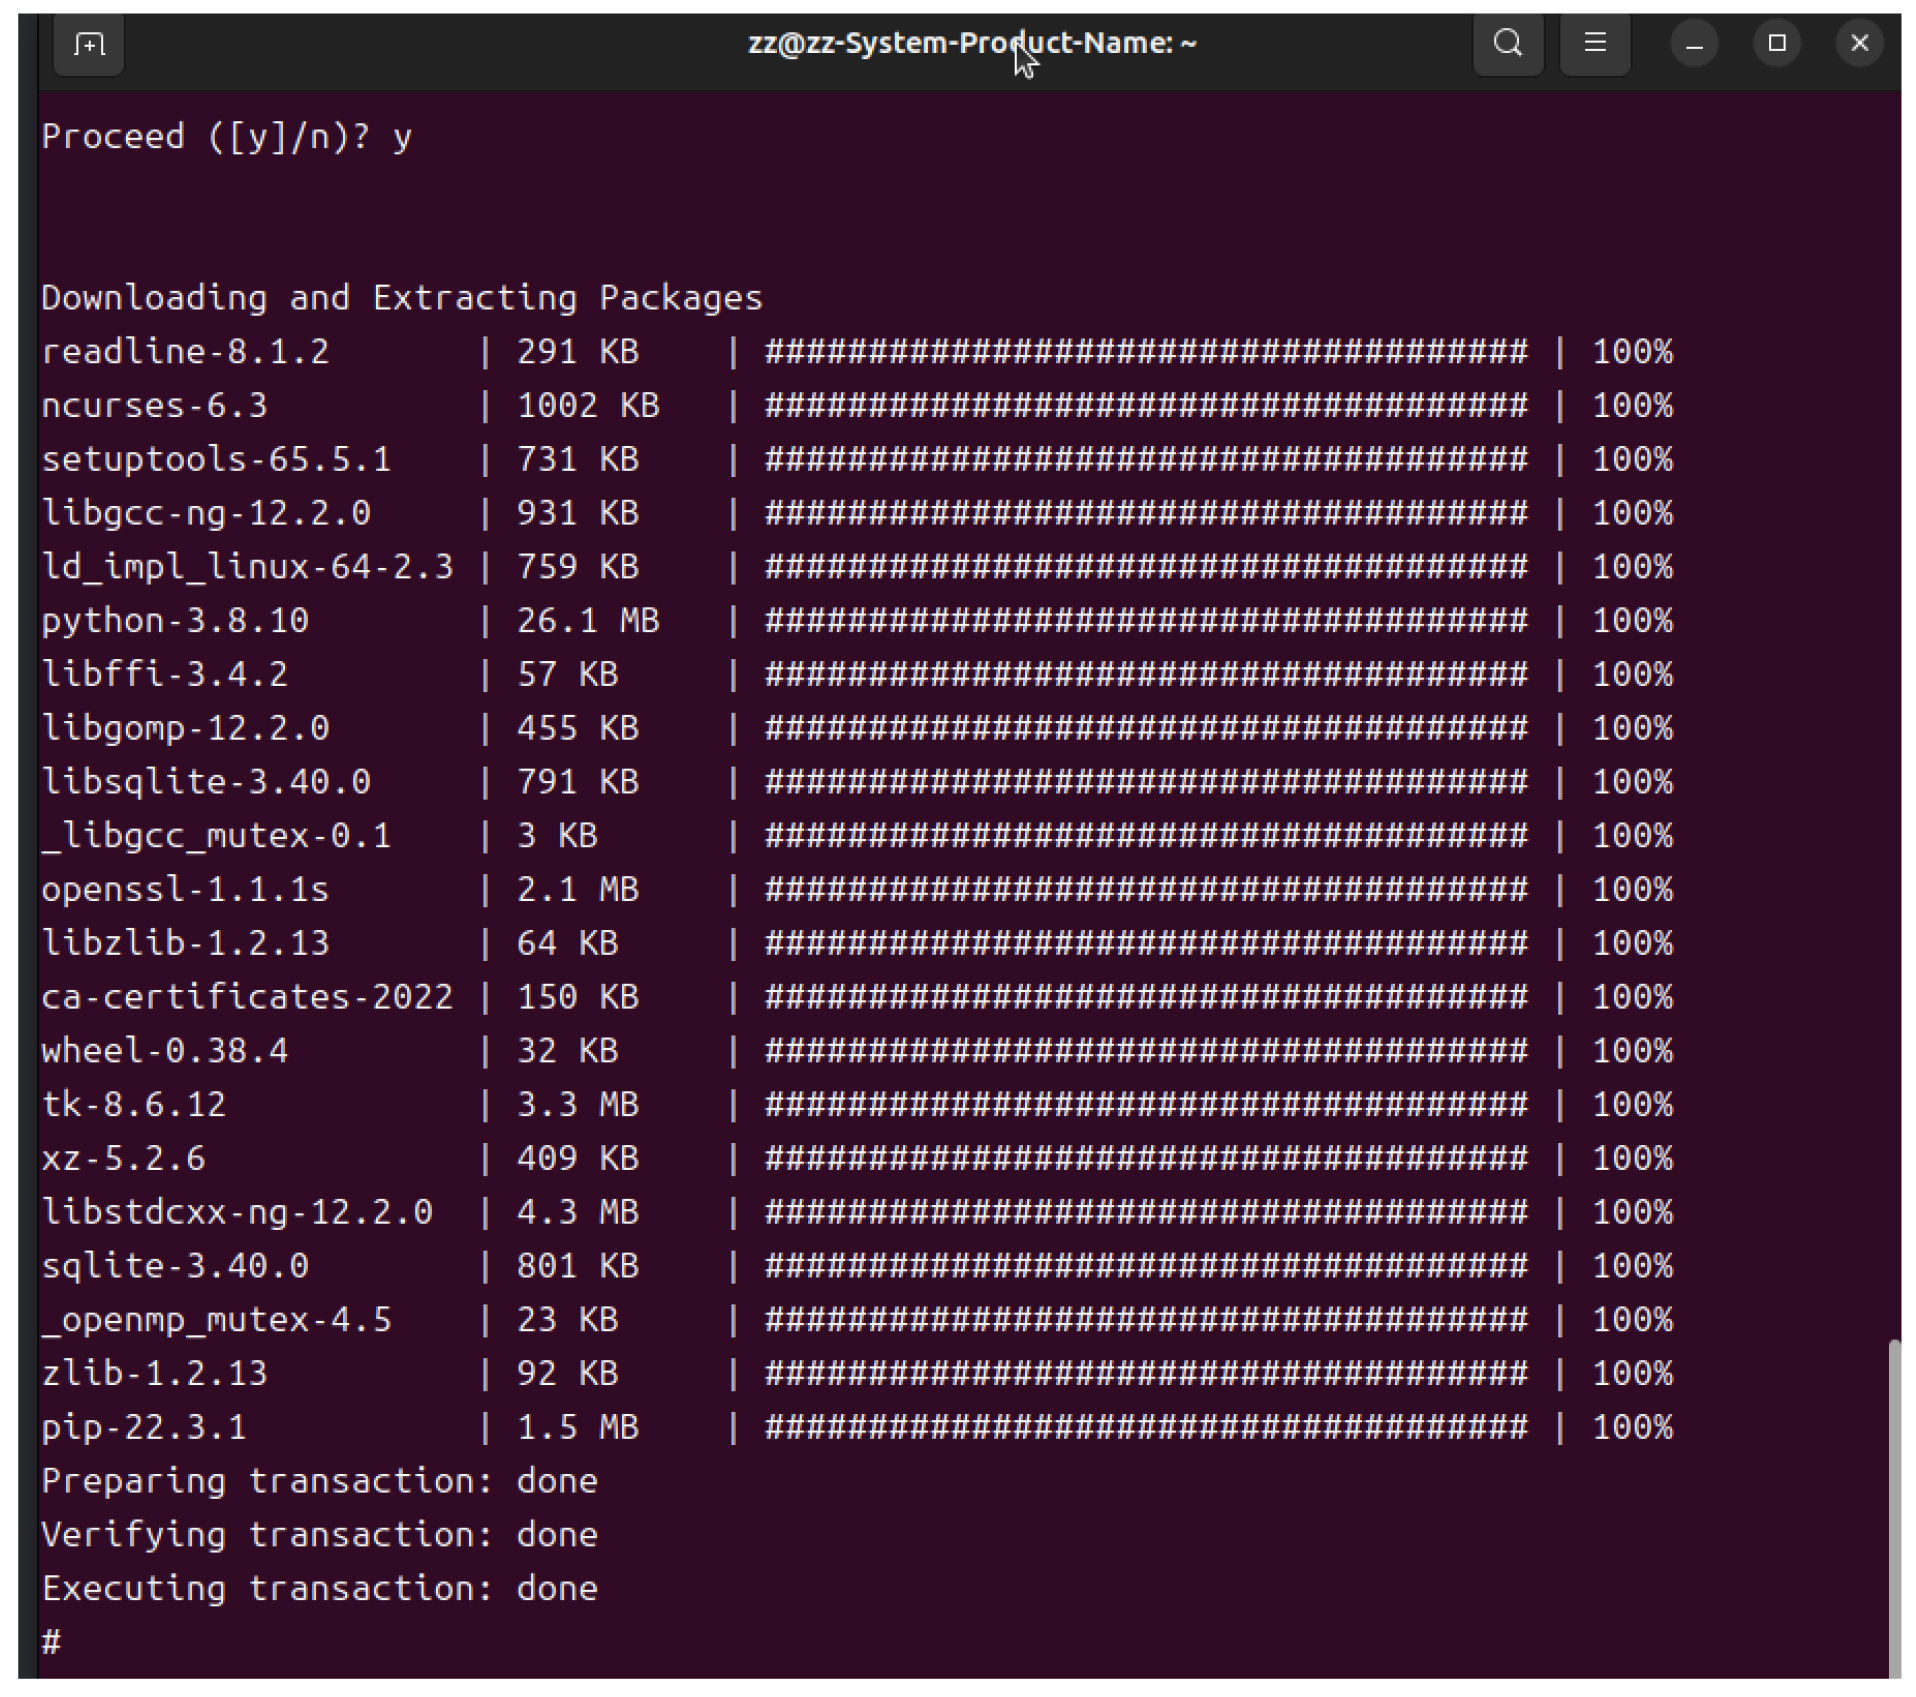 zz@zz-System-Product-Name: ~
Proceed ([y]/n)? y
Downloading and Extracting Packages
readline-8.1.2       | 291 KB    | ##################################### | 100%
ncurses-6.3          | 1002 KB   | ##################################### | 100%
setuptools-65.5.1    | 731 KB    | ##################################### | 100%
libgcc-ng-12.2.0     | 931 KB    | ##################################### | 100%
ld_impl_linux-64-2.3 | 759 KB    | ##################################### | 100%
python-3.8.10        | 26.1 MB   | ##################################### | 100%
libffi-3.4.2         | 57 KB     | ##################################### | 100%
libgomp-12.2.0       | 455 KB    | ##################################### | 100%
libsqlite-3.40.0     | 791 KB    | ##################################### | 100%
_libgcc_mutex-0.1    | 3 KB      | ##################################### | 100%
openssl-1.1.1s       | 2.1 MB    | ##################################### | 100%
libzlib-1.2.13       | 64 KB     | ##################################### | 100%
ca-certificates-2022 | 150 KB    | ##################################### | 100%
wheel-0.38.4         | 32 KB     | ##################################### | 100%
tk-8.6.12            | 3.3 MB    | ##################################### | 100%
xz-5.2.6             | 409 KB    | ##################################### | 100%
libstdcxx-ng-12.2.0  | 4.3 MB    | ##################################### | 100%
sqlite-3.40.0        | 801 KB    | ##################################### | 100%
_openmp_mutex-4.5    | 23 KB     | ##################################### | 100%
zlib-1.2.13          | 92 KB     | ##################################### | 100%
pip-22.3.1           | 1.5 MB    | ##################################### | 100%
Preparing transaction: done
Verifying transaction: done
Executing transaction: done
#